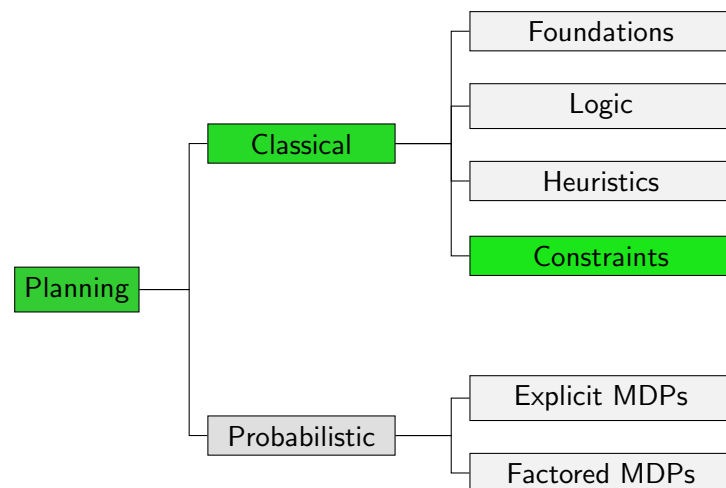 Foundations
Logic
Classical
Heuristics
Constraints
Planning
Explicit MDPs
Probabilistic
Factored MDPs